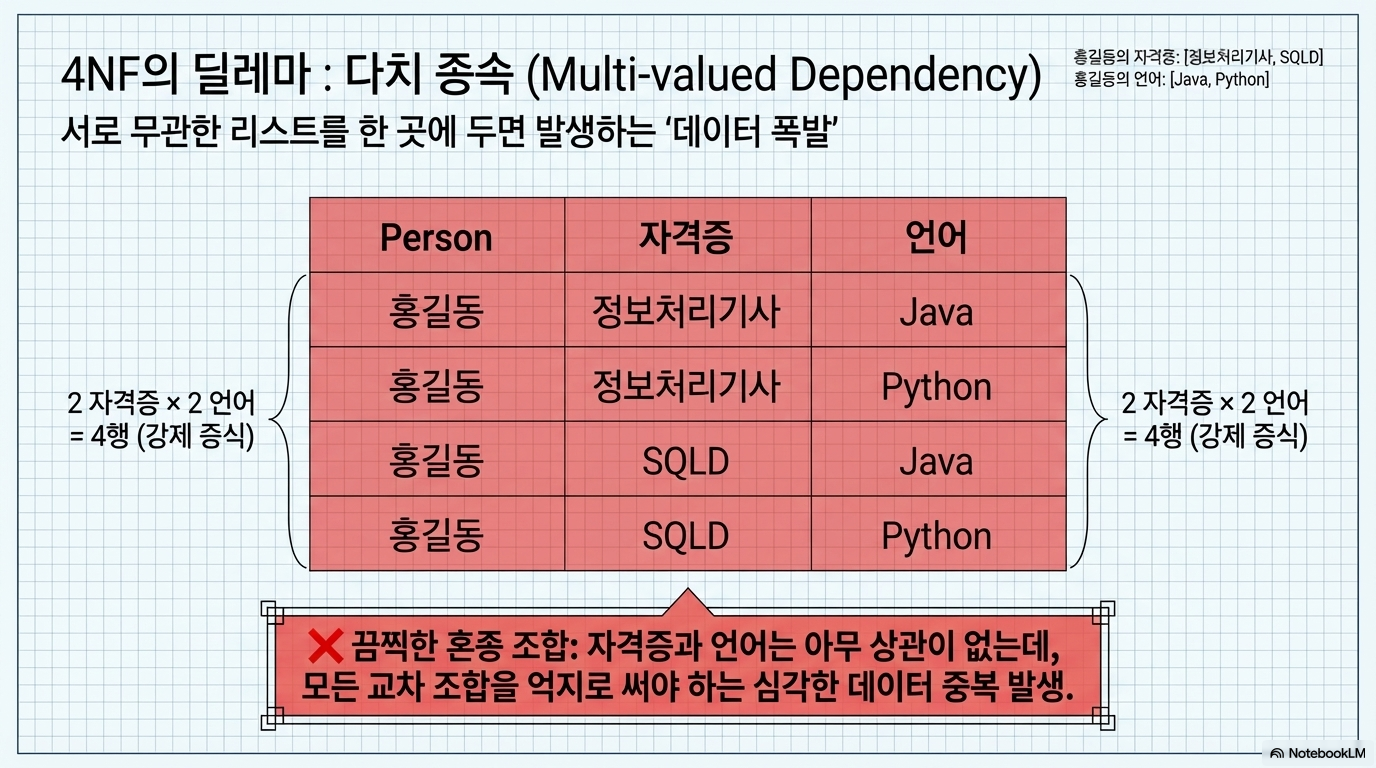 4NF의 딜레마 : 다치 종속 (Multi-valued Dependency)
서로 무관한 리스트를 한 곳에 두면 발생하는 ‘데이터 폭발’
홍길동의 자격증: [정보처리기사, SQLD]
홍길동의 언어: [Java, Python]
Person 자격증 언어
홍길동 정보처리기사 Java
홍길동 정보처리기사 Python
홍길동 SQLD Java
홍길동 SQLD Python
2 자격증 × 2 언어
= 4행 (강제 증식)
2 자격증 × 2 언어
= 4행 (강제 증식)
❌ 끔찍한 혼종 조합: 자격증과 언어는 아무 상관이 없는데,
모든 교차 조합을 억지로 써야 하는 심각한 데이터 중복 발생.
NotebookLM